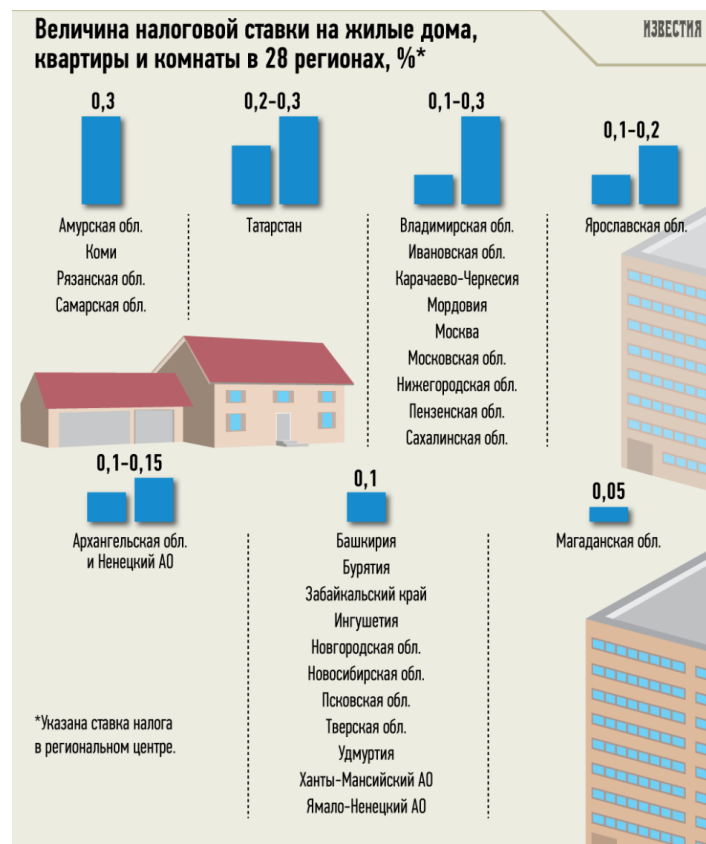 Величина налоговой ставки на жилые дома,
квартиры и комнаты в 28 регионах, %*
ИЗВЕСТИЯ
0,3
Амурская обл.
Коми
Рязанская обл.
Самарская обл.
0,2-0,3
Татарстан
0,1-0,3
Владимирская обл.
Ивановская обл.
Карачаево-Черкесия
Мордовия
Москва
Московская обл.
Нижегородская обл.
Пензенская обл.
Сахалинская обл.
0,1-0,2
Ярославская обл.
0,1-0,15
Архангельская обл.
и Ненецкий АО
0,1
Башкирия
Бурятия
Забайкальский край
Ингушетия
Новгородская обл.
Новосибирская обл.
Псковская обл.
Тверская обл.
Удмуртия
Ханты-Мансийский АО
Ямало-Ненецкий АО
0,05
Магаданская обл.
*Указана ставка налога
в региональном центре.